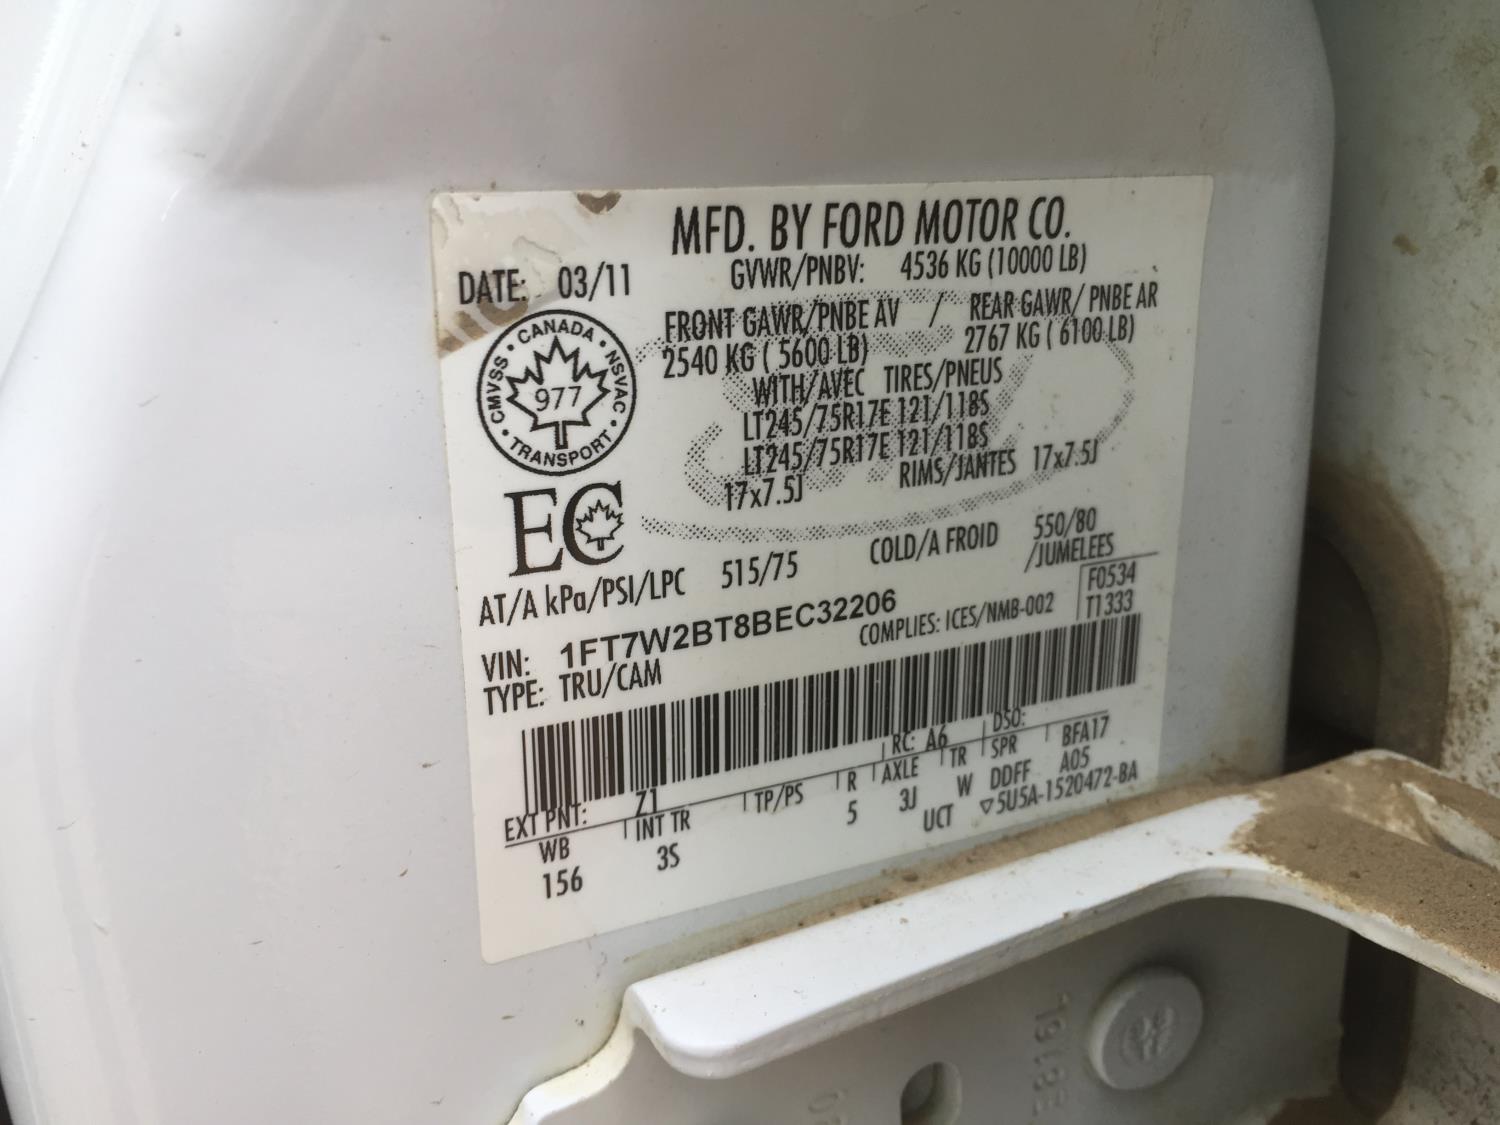 MFD. BY FORD MOTOR CO.
DATE: 03/11
GVWR/PNBV: 4536 KG (10000 LB)
FRONT GAWR/PNBE AV / REAR GAWR/ PNBE AR
2540 KG ( 5600 LB) 2767 KG ( 6100 LB)
WITH/AVEC TIRES/PNEUS
LT245/75R17E 121/118S
LT245/75R17E 121/118S
17x7.5J RIMS/JANTES 17x7.5J
CMVSS · CANADA · NSVAC · TRANSPORT ·
977
EC
AT/A kPa/PSI/LPC 515/75 COLD/A FROID 550/80
/JUMELEES
VIN: 1FT7W2BT8BEC32206
COMPLIES: ICES/NMB-002
F0534
T1333
TYPE: TRU/CAM
RC: A6 DSO:
EXT PNT: Z1
WB INT TR TP/PS R AXLE TR SPR BFA17
156 3S 5 3J W DDFF A05
UCT ▽5U5A-1520472-BA